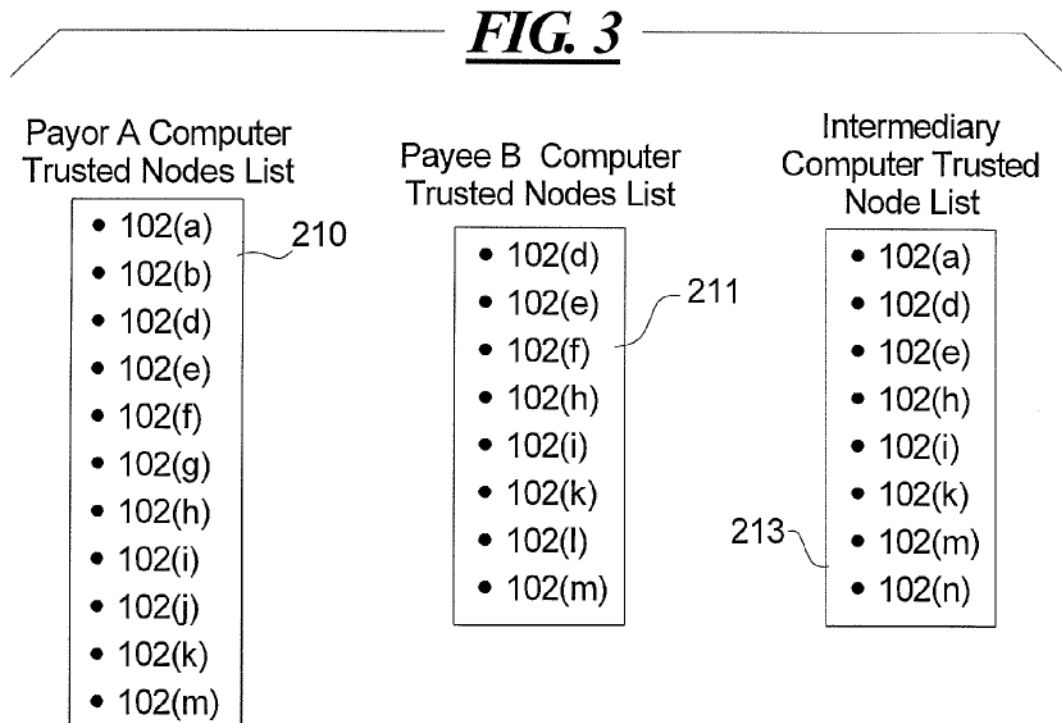 FIG. 3
Payor A Computer
Trusted Nodes List
• 102(a)
• 102(b)
• 102(d)
• 102(e)
• 102(f)
• 102(g)
• 102(h)
• 102(i)
• 102(j)
• 102(k)
• 102(m)
210
Payee B Computer
Trusted Nodes List
• 102(d)
• 102(e)
• 102(f)
• 102(h)
• 102(i)
• 102(k)
• 102(l)
• 102(m)
211
Intermediary
Computer Trusted
Node List
• 102(a)
• 102(d)
• 102(e)
• 102(h)
• 102(i)
• 102(k)
• 102(m)
• 102(n)
213